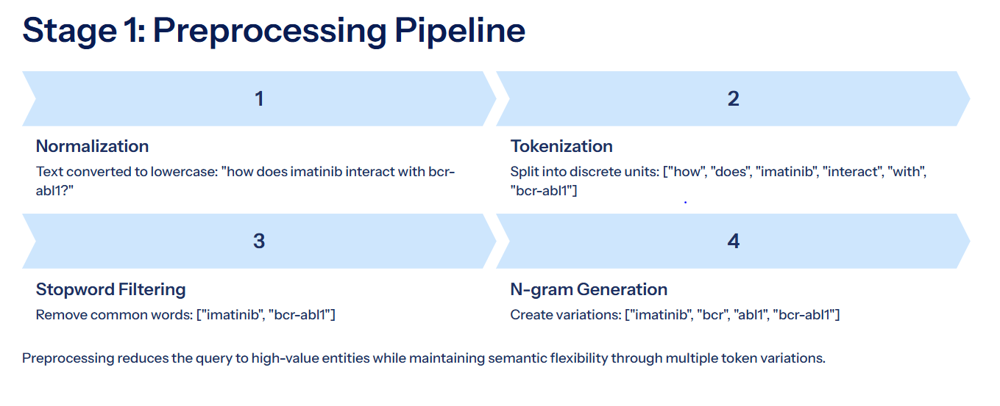 Stage 1: Preprocessing Pipeline
1
2
Normalization
Text converted to lowercase: "how does imatinib interact with bcr-
abl1?"
Tokenization
Split into discrete units: ["how", "does", "imatinib", "interact", "with",
"bcr-abl1"]
3
4
Stopword Filtering
Remove common words: ["imatinib", "bcr-abl1"]
N-gram Generation
Create variations: ["imatinib", "bcr", "abl1", "bcr-abl1"]
Preprocessing reduces the query to high-value entities while maintaining semantic flexibility through multiple token variations.